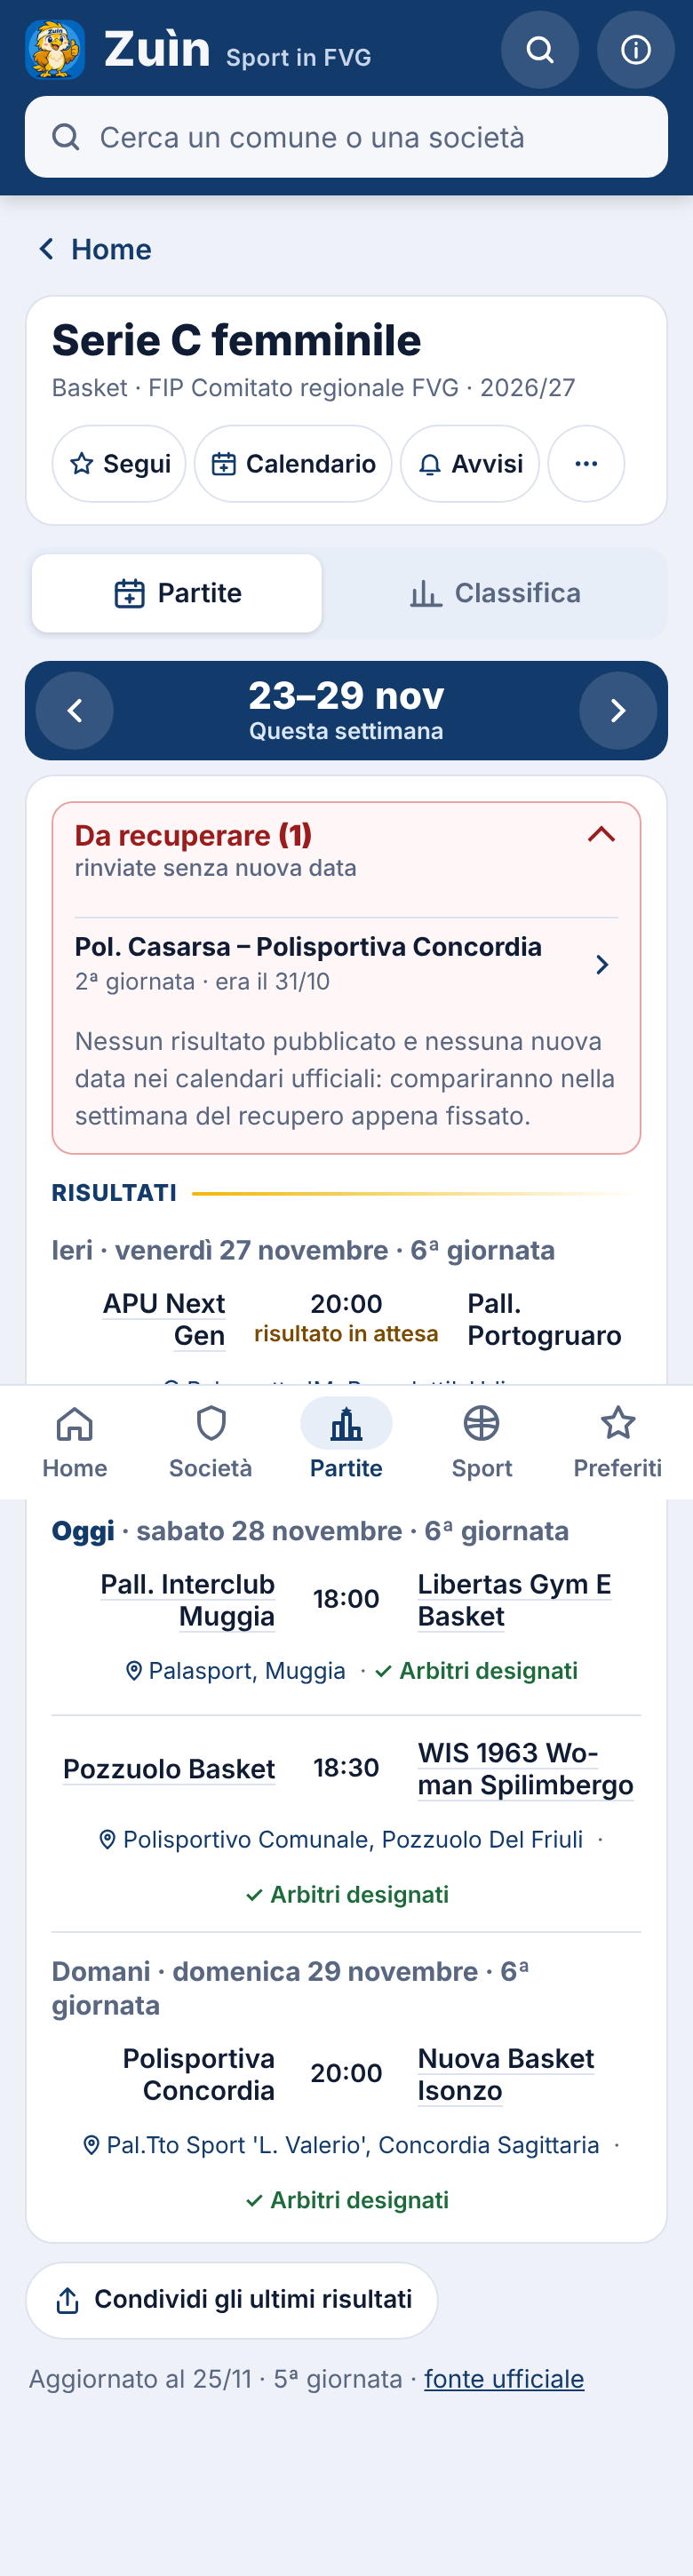 Zuìn Sport in FVG
Cerca un comune o una società
Home
Serie C femminile
Basket · FIP Comitato regionale FVG · 2026/27
Segui
Calendario
Avvisi
Partite
Classifica
23–29 nov
Questa settimana
Da recuperare (1)
rinviate senza nuova data
Pol. Casarsa – Polisportiva Concordia
2ª giornata · era il 31/10
Nessun risultato pubblicato e nessuna nuova
data nei calendari ufficiali: compariranno nella
settimana del recupero appena fissato.
RISULTATI
Ieri · venerdì 27 novembre · 6ª giornata
APU Next
Gen
20:00
risultato in attesa
Pall.
Portogruaro
Home
Società
Partite
Sport
Preferiti
Oggi · sabato 28 novembre · 6ª giornata
Pall. Interclub
Muggia
18:00
Libertas Gym E
Basket
Palasport, Muggia · ✓ Arbitri designati
Pozzuolo Basket
18:30
WIS 1963 Wo-
man Spilimbergo
Polisportivo Comunale, Pozzuolo Del Friuli ·
✓ Arbitri designati
Domani · domenica 29 novembre · 6ª
giornata
Polisportiva
Concordia
20:00
Nuova Basket
Isonzo
Pal.Tto Sport 'L. Valerio', Concordia Sagittaria ·
✓ Arbitri designati
Condividi gli ultimi risultati
Aggiornato al 25/11 · 5ª giornata · fonte ufficiale